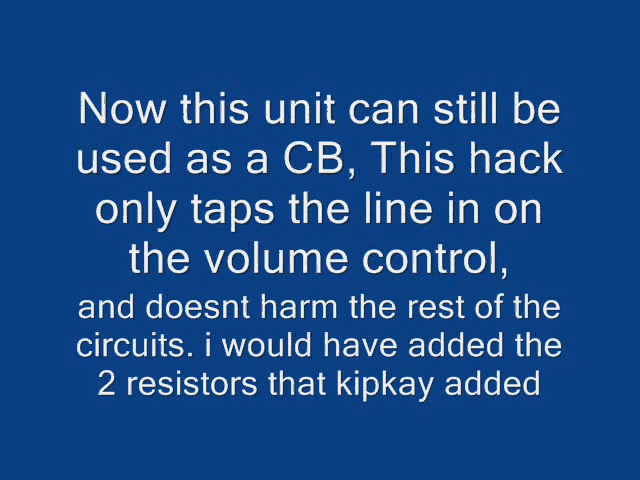 Now this unit can still be
used as a CB, This hack
only taps the line in on
the volume control,
and doesnt harm the rest of the
circuits. i would have added the
2 resistors that kipkay added